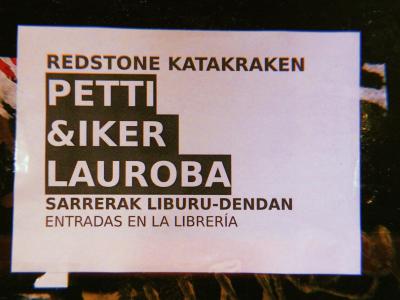 REDSTONE KATAKRAKEN
PETTI
&IKER
LAUROBA
SARRERAK LIBURU-DENDAN
ENTRADAS EN LA LIBRERÍA